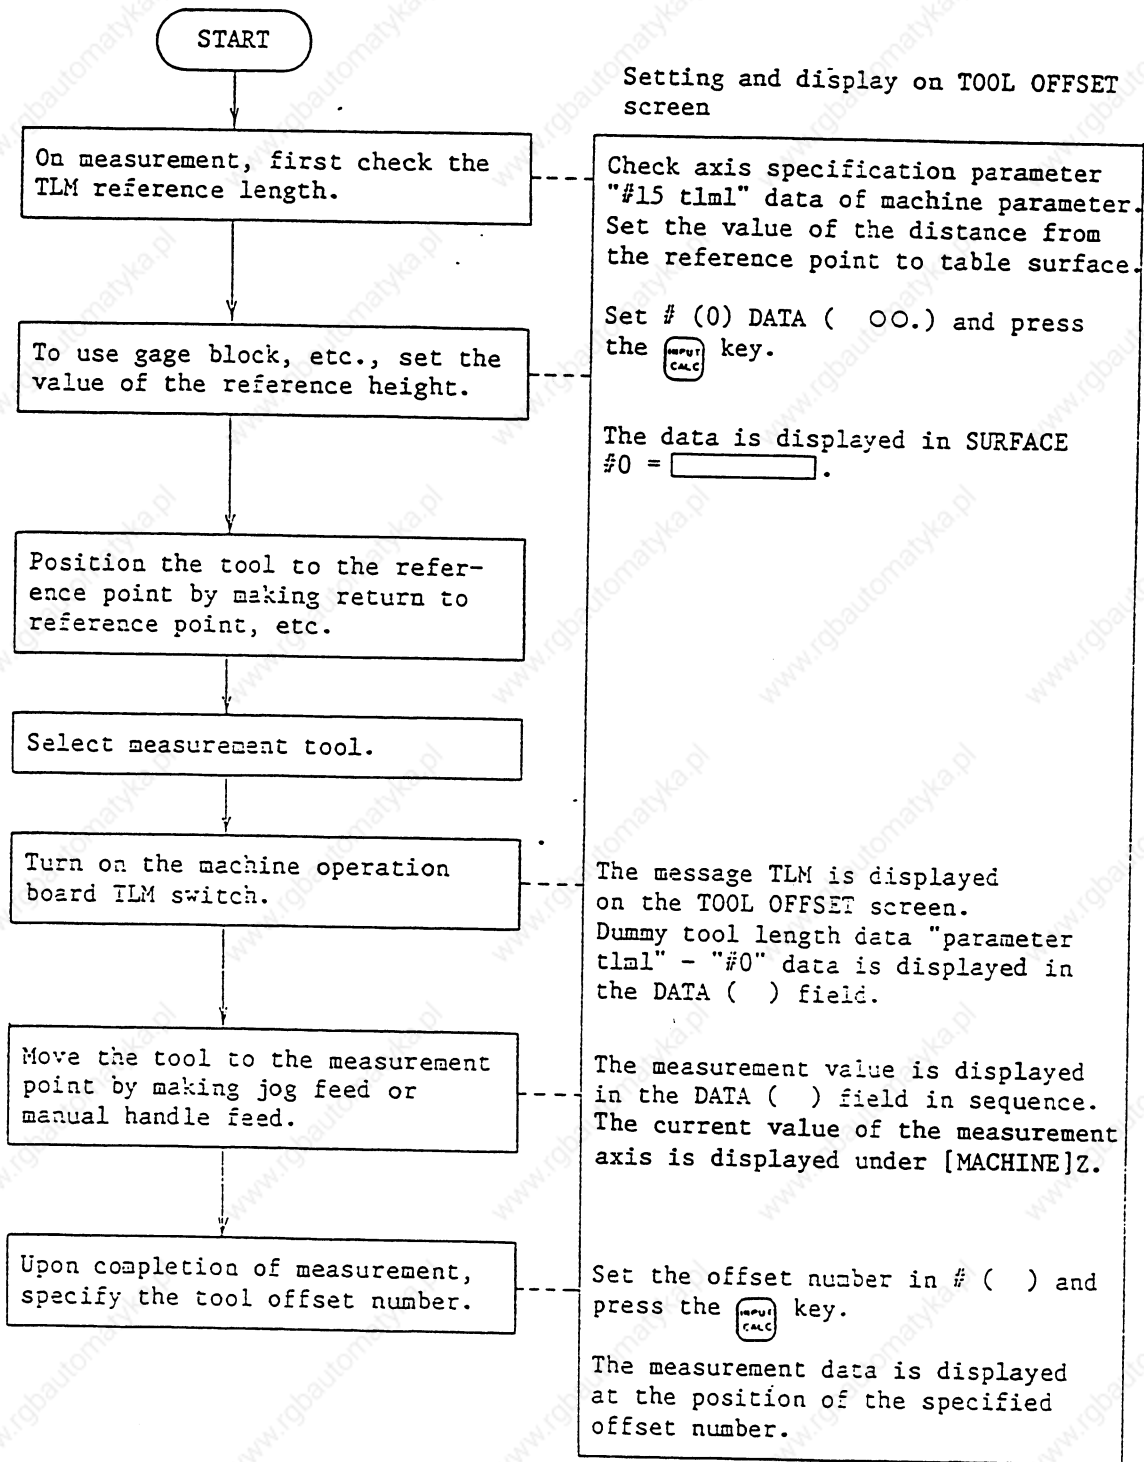 START
Setting and display on TOOL OFFSET
screen
On measurement, first check the
TLM reference length.
Check axis specification parameter
"#15 tlml" data of machine parameter.
Set the value of the distance from
the reference point to table surface.
To use gage block, etc., set the
value of the reference height.
Set # (0) DATA (  OO.) and press
the INPUT CALC key.
The data is displayed in SURFACE
#0 = .
Position the tool to the refer-
ence point by making return to
reference point, etc.
Select measurement tool.
Turn on the machine operation
board TLM switch.
The message TLM is displayed
on the TOOL OFFSET screen.
Dummy tool length data "parameter
tlml" - "#0" data is displayed in
the DATA (  ) field.
Move the tool to the measurement
point by making jog feed or
manual handle feed.
The measurement value is displayed
in the DATA (  ) field in sequence.
The current value of the measurement
axis is displayed under [MACHINE]Z.
Upon completion of measurement,
specify the tool offset number.
Set the offset number in # (  ) and
press the INPUT CALC key.
The measurement data is displayed
at the position of the specified
offset number.
www.rgbautomatyka.pl